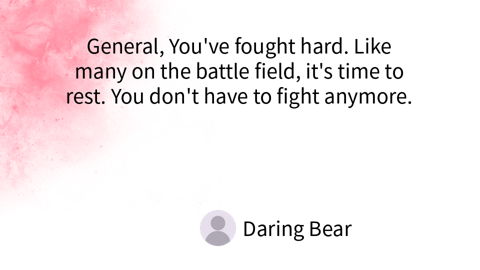 General, You've fought hard. Like
many on the battle field, it's time to
rest. You don't have to fight anymore.
Daring Bear